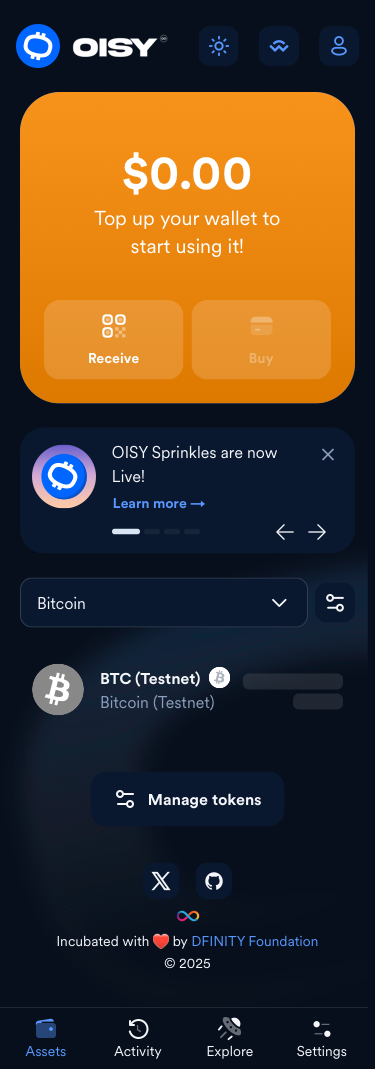 OISY
$0.00
Top up your wallet to
start using it!
Receive
Buy
OISY Sprinkles are now
Live!
Learn more →
Bitcoin
BTC (Testnet)
Bitcoin (Testnet)
Manage tokens
Incubated with ❤️ by DFINITY Foundation
© 2025
Assets
Activity
Explore
Settings